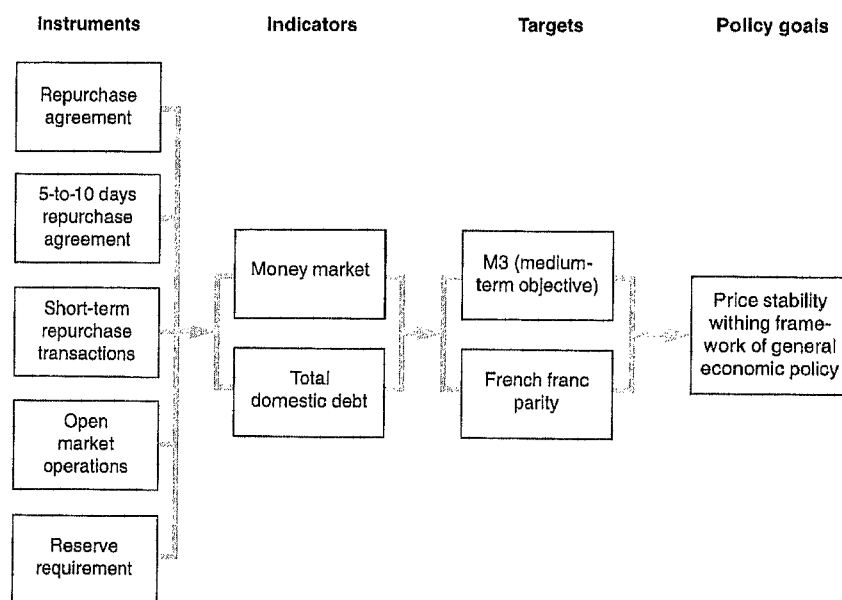 Instruments
Indicators
Targets
Policy goals
Repurchase
agreement
5-to-10 days
repurchase
agreement
Short-term
repurchase
transactions
Open
market
operations
Reserve
requirement
Money market
Total
domestic debt
M3 (medium-
term objective)
French franc
parity
Price stability
withing frame-
work of general
economic policy